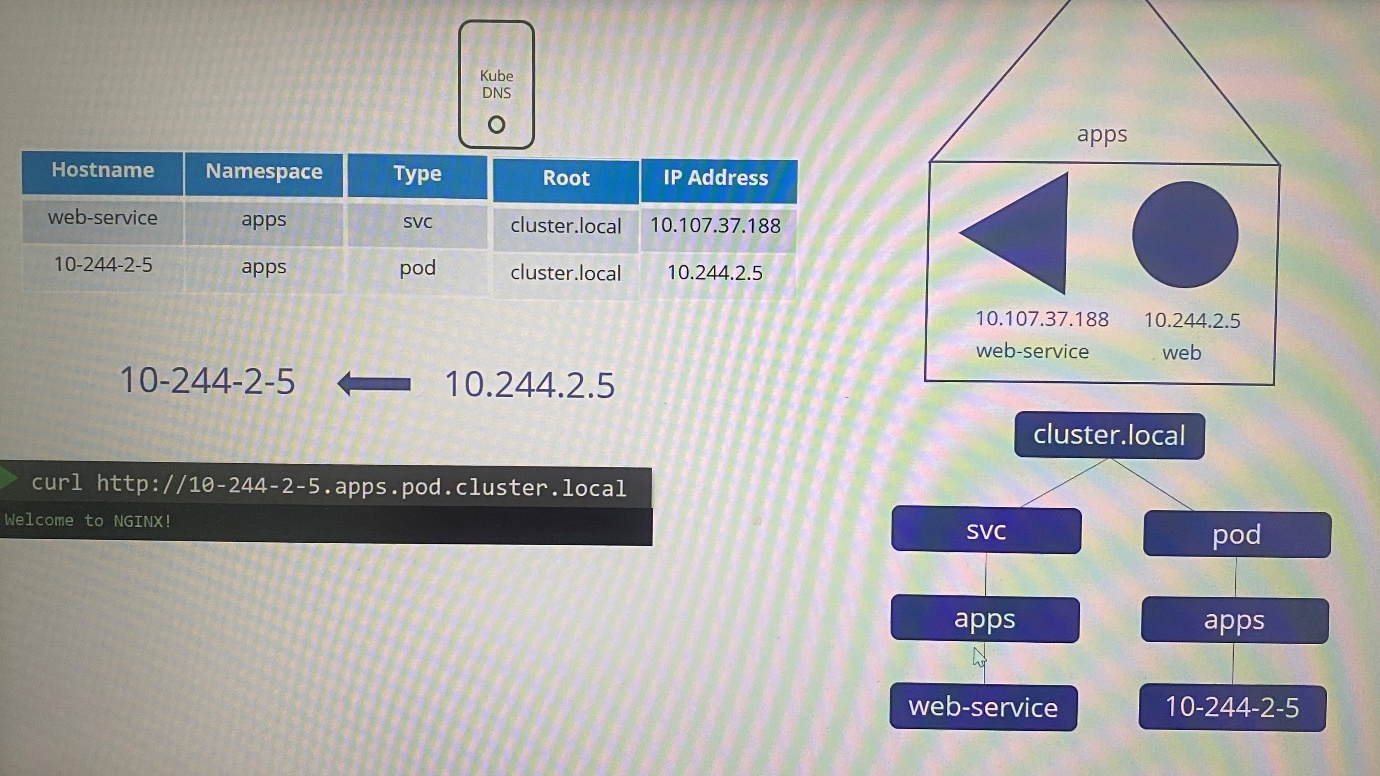 Kube
DNS
Hostname Namespace Type Root IP Address
web-service apps svc cluster.local 10.107.37.188
10-244-2-5 apps pod cluster.local 10.244.2.5
10-244-2-5 10.244.2.5
curl http://10-244-2-5.apps.pod.cluster.local
Welcome to NGINX!
apps
10.107.37.188 10.244.2.5
web-service web
cluster.local
svc pod
apps apps
web-service 10-244-2-5